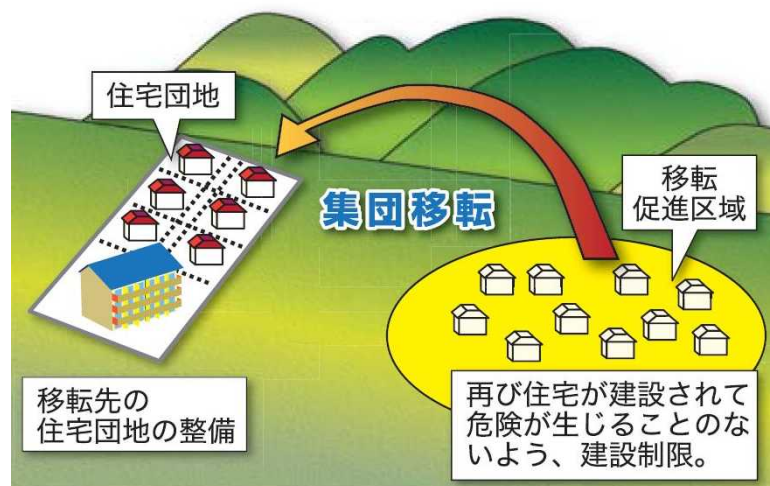 住宅団地
集団移転
移転
促進区域
移転先の
住宅団地の整備
再び住宅が建設されて
危険が生じることのな
いよう、建設制限。